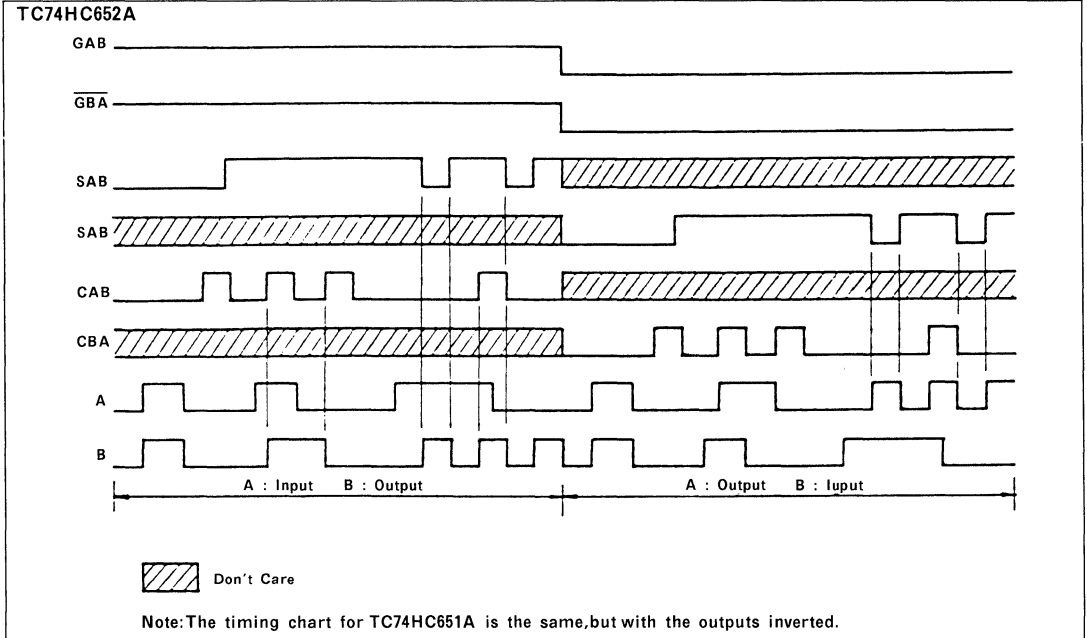 TC74HC652A
GAB
G̅B̅A̅
SAB
SAB
CAB
CBA
A
B
A : Input B : Output A : Output B : Iuput
Don't Care
Note:The timing chart for TC74HC651A is the same,but with the outputs inverted.